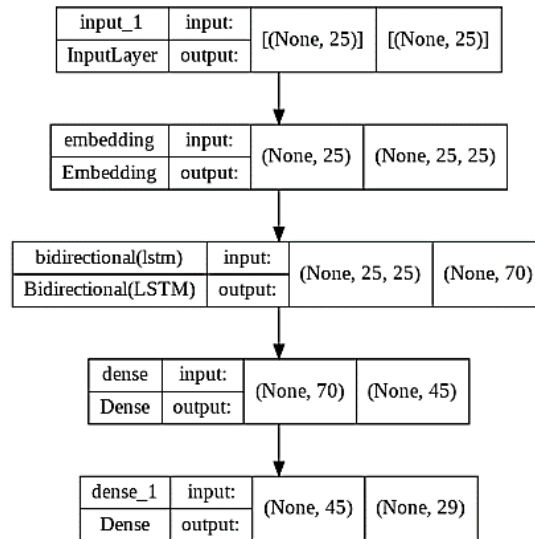 input_1 input: [(None, 25)] [(None, 25)]
InputLayer output:
embedding input: (None, 25) (None, 25, 25)
Embedding output:
bidirectional(lstm) input: (None, 25, 25) (None, 70)
Bidirectional(LSTM) output:
dense input: (None, 70) (None, 45)
Dense output:
dense_1 input: (None, 45) (None, 29)
Dense output: